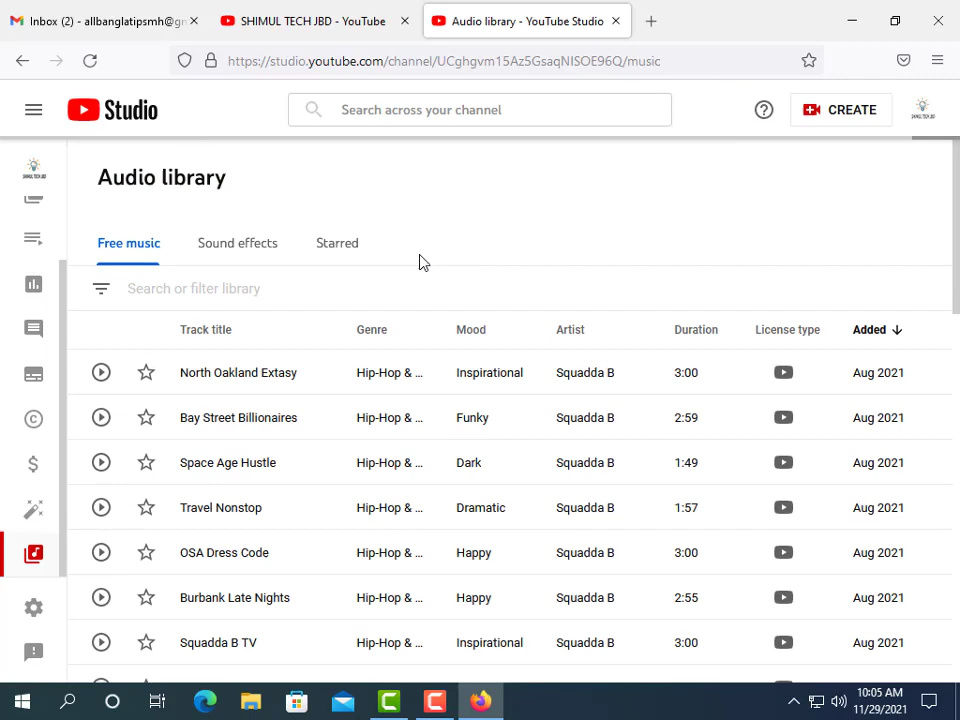 Inbox (2) - allbanglatipsmh@gm
SHIMUL TECH JBD - YouTube
Audio library - YouTube Studio
https://studio.youtube.com/channel/UCghgvm15Az5GsaqNISOE96Q/music
Studio
Search across your channel
CREATE
Audio library
Free music Sound effects Starred
Search or filter library
Track title Genre Mood Artist Duration License type Added
North Oakland Extasy Hip-Hop & ... Inspirational Squadda B 3:00 Aug 2021
Bay Street Billionaires Hip-Hop & ... Funky Squadda B 2:59 Aug 2021
Space Age Hustle Hip-Hop & ... Dark Squadda B 1:49 Aug 2021
Travel Nonstop Hip-Hop & ... Dramatic Squadda B 1:57 Aug 2021
OSA Dress Code Hip-Hop & ... Happy Squadda B 3:00 Aug 2021
Burbank Late Nights Hip-Hop & ... Happy Squadda B 2:55 Aug 2021
Squadda B TV Hip-Hop & ... Inspirational Squadda B 3:00 Aug 2021
10:05 AM
11/29/2021